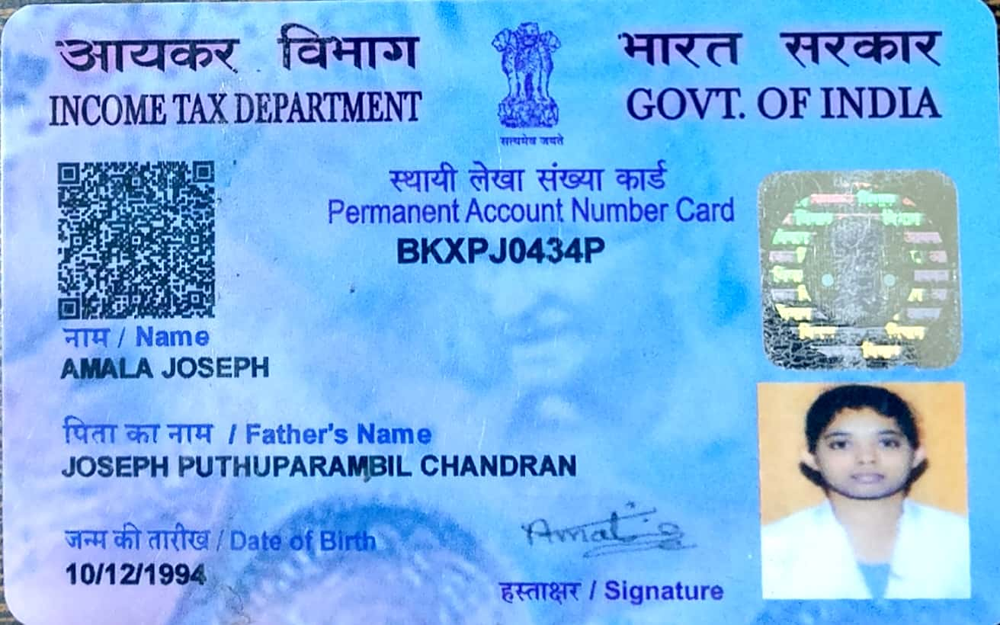 आयकर विभाग
INCOME TAX DEPARTMENT
सत्यमेव जयते
भारत सरकार
GOVT. OF INDIA
स्थायी लेखा संख्या कार्ड
Permanent Account Number Card
BKXPJ0434P
नाम / Name
AMALA JOSEPH
पिता का नाम / Father's Name
JOSEPH PUTHUPARAMBIL CHANDRAN
जन्म की तारीख / Date of Birth
10/12/1994
हस्ताक्षर / Signature